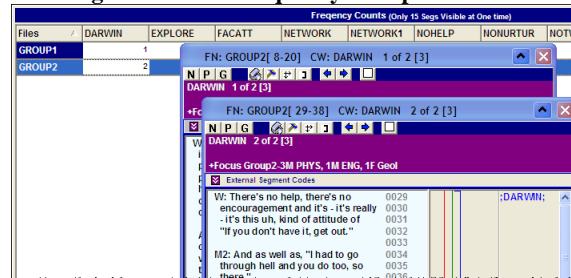 Freqency Counts (Only 15 Segs Visible at One time)
Files DARWIN EXPLORE FACATT NETWORK NETWORK1 NOHELP NONURTUR
GROUP1 1
GROUP2 2
FN: GROUP2[ 8-20] CW: DARWIN 1 of 2 [3]
N P G
DARWIN 1 of 2 [3]
FN: GROUP2[ 29-38] CW: DARWIN 2 of 2 [3]
N P G
DARWIN 2 of 2 [3]
+Focus Group2-3M PHYS, 1M ENG, 1F Geol
External Segment Codes
W: There's no help, there's no 0029 ;DARWIN;
encouragement and it's - it's really 0030
- it's this uh, kind of attitude of 0031
"If you don't have it, get out." 0032
0033
M2: And as well as, "I had to go 0034
through hell and you do too, so 0035
there." 0036